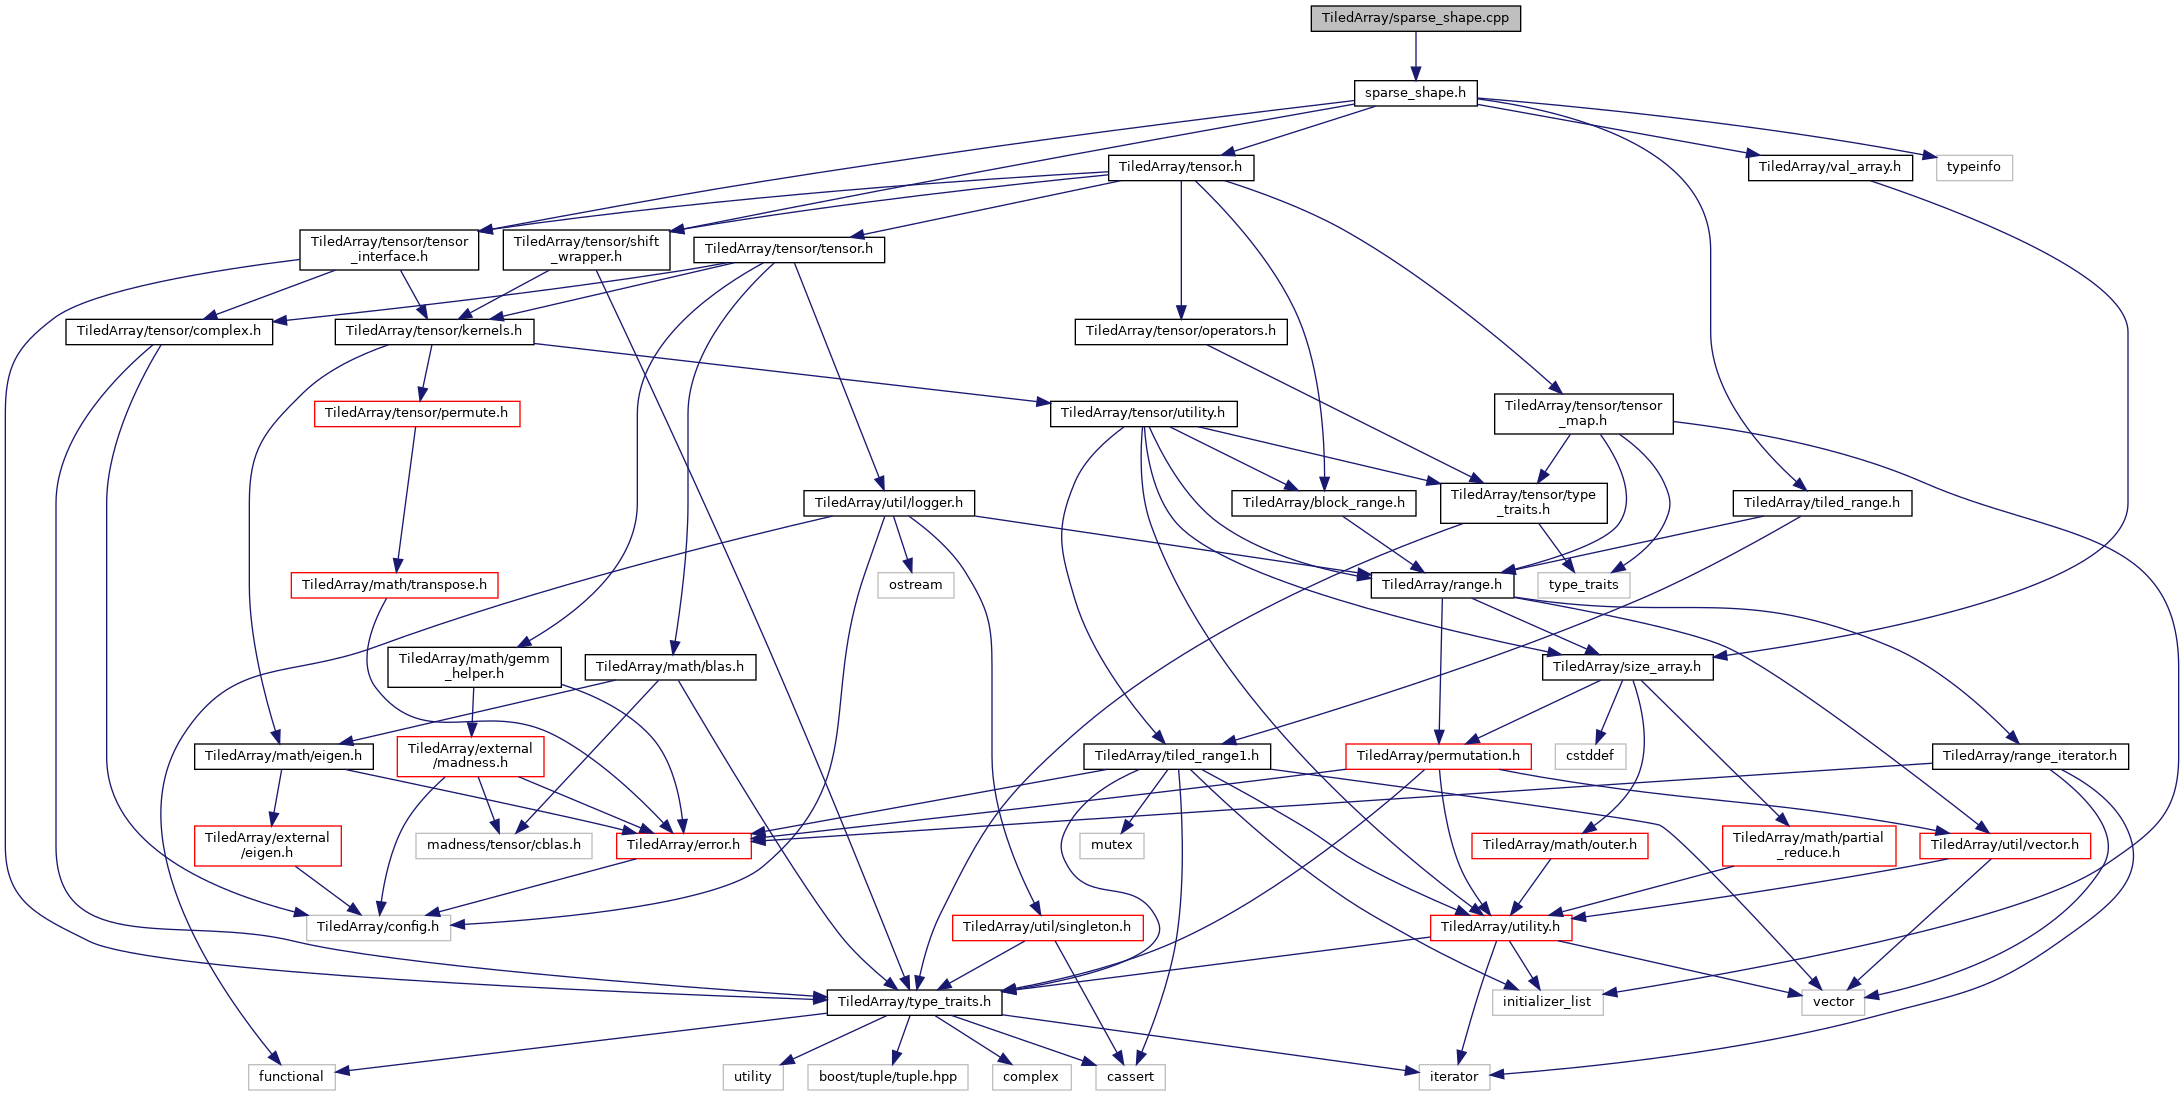 TiledArray/sparse_shape.cpp
sparse_shape.h
TiledArray/tensor.h
TiledArray/val_array.h
typeinfo
TiledArray/tensor/tensor
_interface.h
TiledArray/tensor/shift
_wrapper.h
TiledArray/tensor/tensor.h
TiledArray/tensor/complex.h
TiledArray/tensor/kernels.h
TiledArray/tensor/operators.h
TiledArray/tensor/permute.h
TiledArray/tensor/utility.h
TiledArray/tensor/tensor
_map.h
TiledArray/util/logger.h
TiledArray/block_range.h
TiledArray/tensor/type
_traits.h
TiledArray/tiled_range.h
TiledArray/math/transpose.h
ostream
TiledArray/range.h
type_traits
TiledArray/math/gemm
_helper.h
TiledArray/math/blas.h
TiledArray/size_array.h
TiledArray/math/eigen.h
TiledArray/external
/madness.h
TiledArray/tiled_range1.h
TiledArray/permutation.h
cstddef
TiledArray/range_iterator.h
TiledArray/external
/eigen.h
madness/tensor/cblas.h
TiledArray/error.h
mutex
TiledArray/math/outer.h
TiledArray/math/partial
_reduce.h
TiledArray/util/vector.h
TiledArray/config.h
TiledArray/util/singleton.h
TiledArray/utility.h
TiledArray/type_traits.h
initializer_list
vector
functional
utility
boost/tuple/tuple.hpp
complex
cassert
iterator